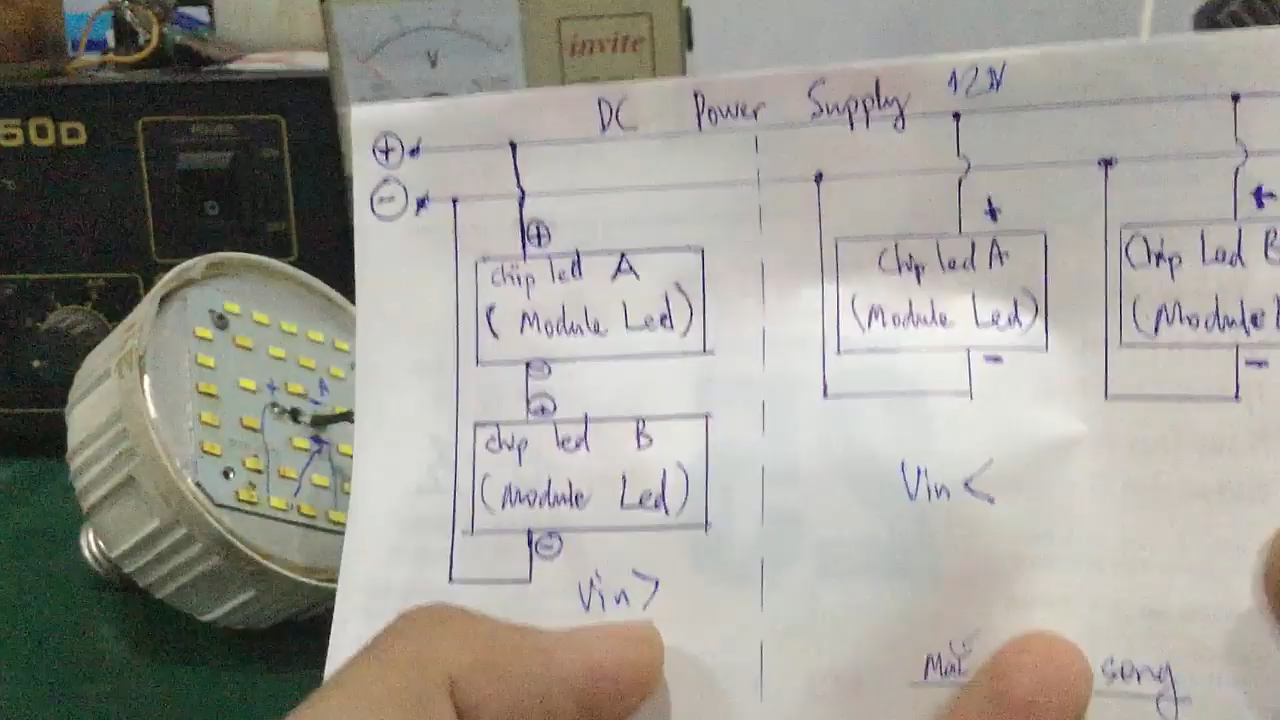 50D
V
invite
DC Power Supply 12V
+
-
+
chip led A
(Module Led)
-
+
chip led B
(Module Led)
-
Vin >
+
Chip led A
(Module Led)
-
Vin <
+
Chip Led B
(Module
-
song